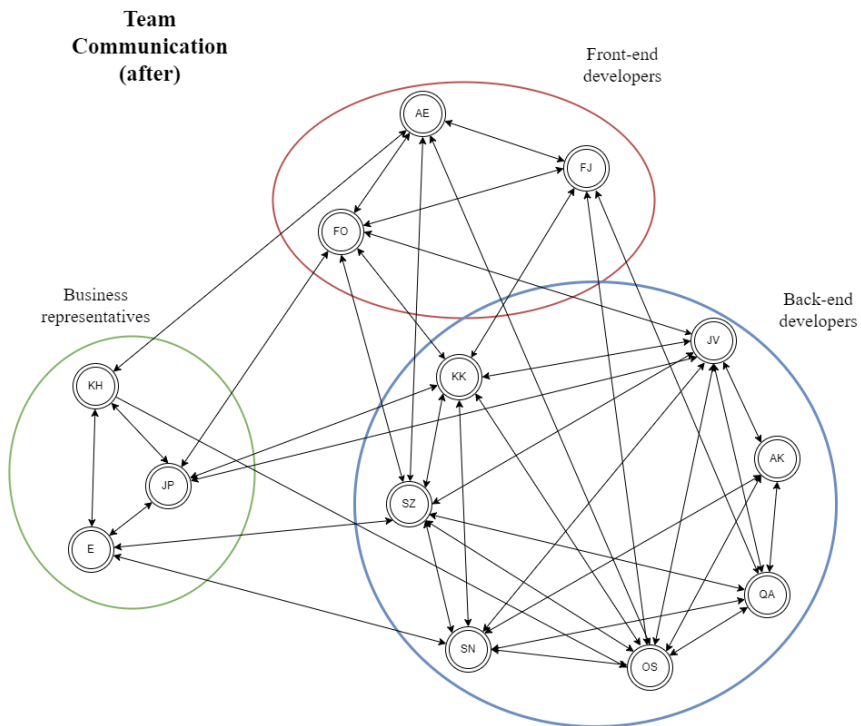 Team
Communication
(after)
Front-end
developers
AE
FJ
FO
Business
representatives
Back-end
developers
JV
KH
KK
AK
JP
SZ
E
QA
SN
OS